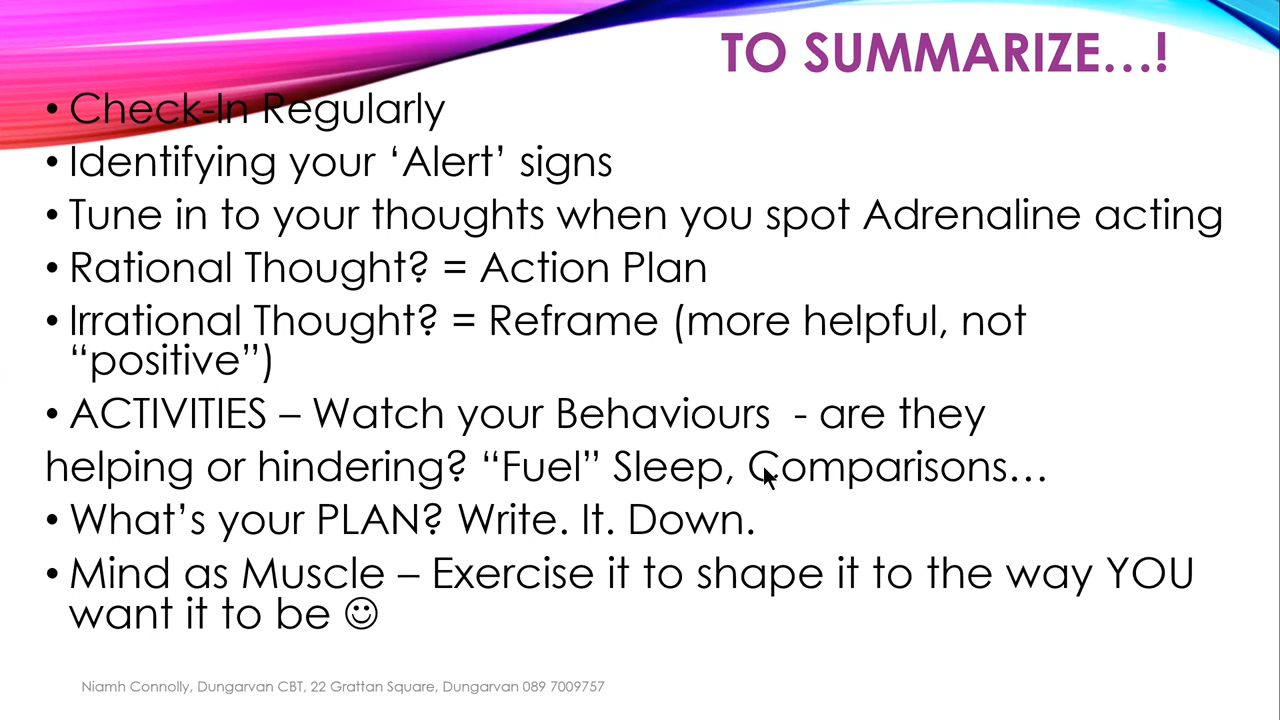 TO SUMMARIZE...!
• Check-In Regularly
• Identifying your ‘Alert’ signs
• Tune in to your thoughts when you spot Adrenaline acting
• Rational Thought? = Action Plan
• Irrational Thought? = Reframe (more helpful, not
“positive”)
• ACTIVITIES – Watch your Behaviours - are they
helping or hindering? “Fuel” Sleep, Comparisons...
• What’s your PLAN? Write. It. Down.
• Mind as Muscle – Exercise it to shape it to the way YOU
want it to be ☺
Niamh Connolly, Dungarvan CBT, 22 Grattan Square, Dungarvan 089 7009757